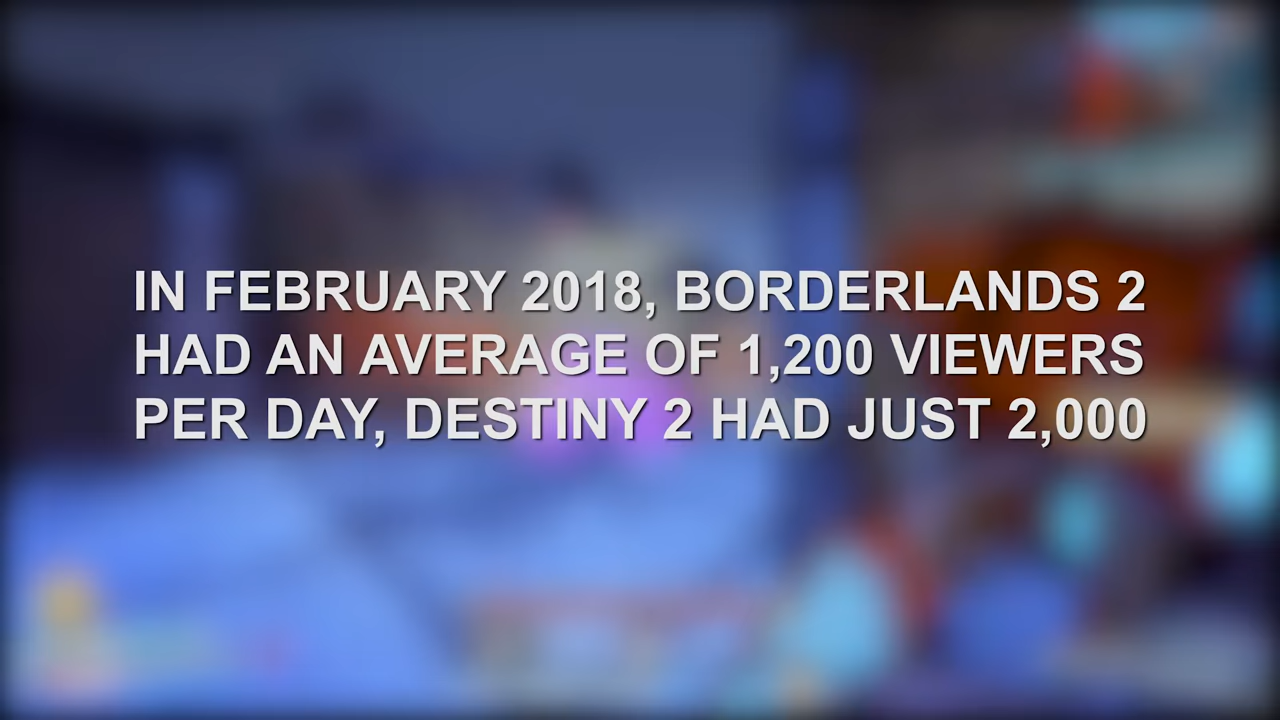 IN FEBRUARY 2018, BORDERLANDS 2
HAD AN AVERAGE OF 1,200 VIEWERS
PER DAY, DESTINY 2 HAD JUST 2,000